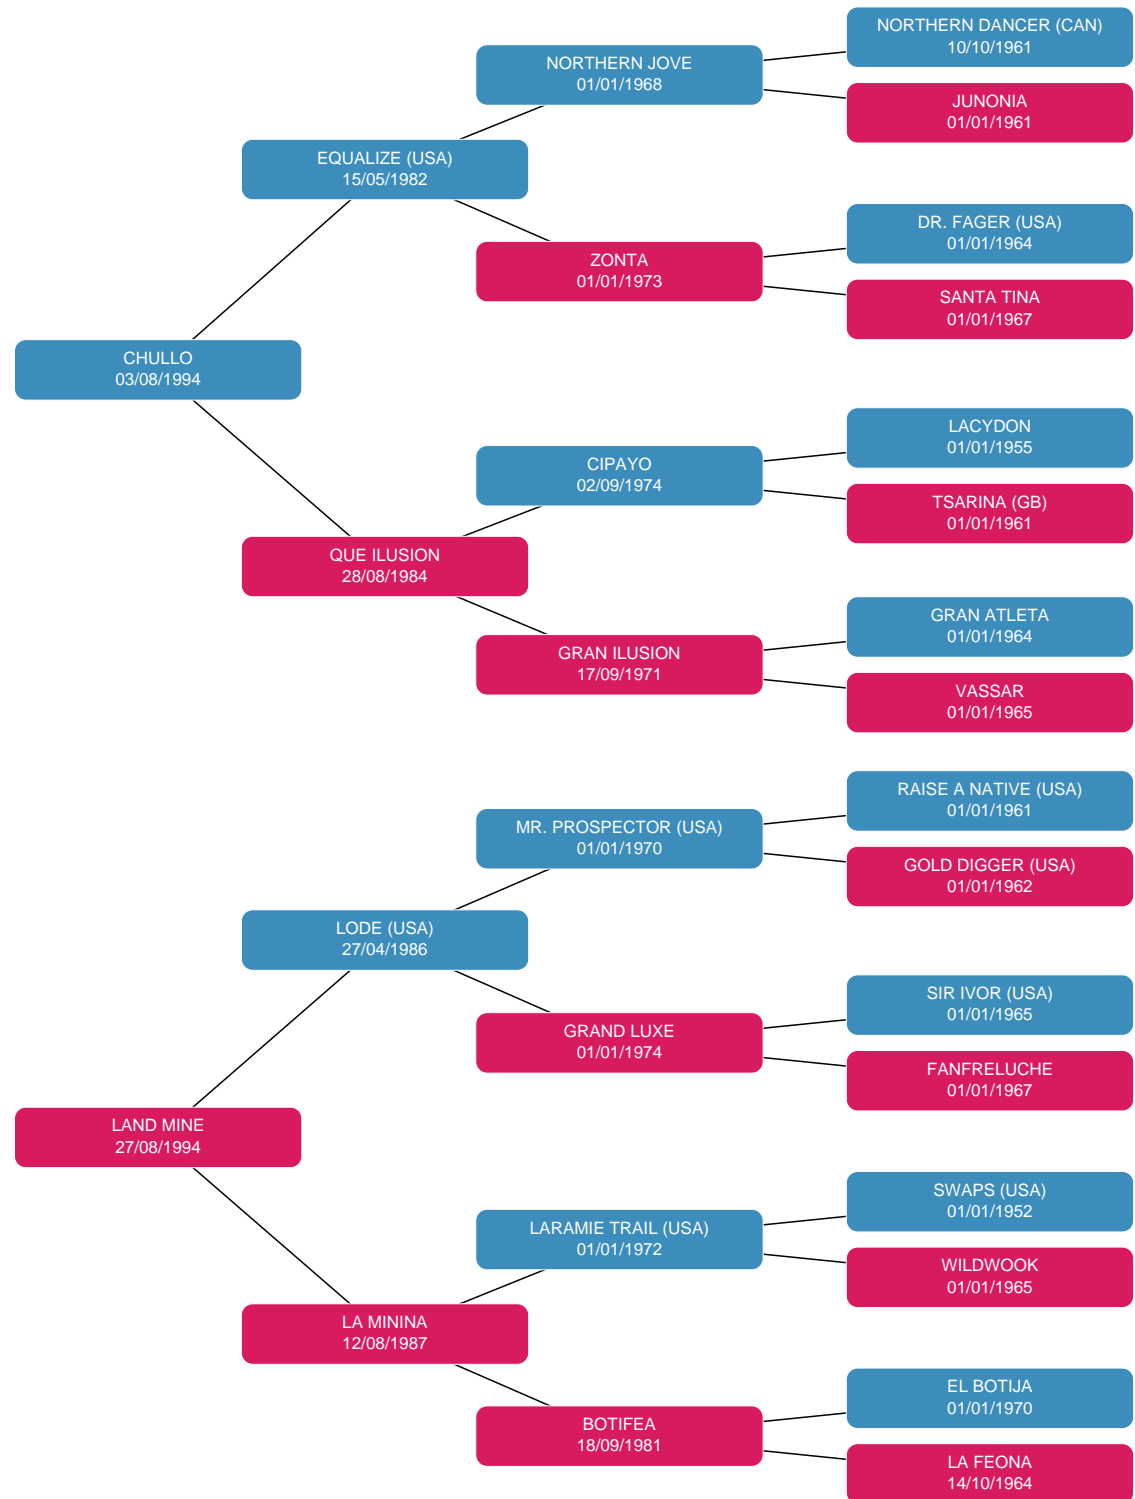 NORTHERN DANCER (CAN)
10/10/1961
NORTHERN JOVE
01/01/1968
JUNONIA
01/01/1961
EQUALIZE (USA)
15/05/1982
DR. FAGER (USA)
01/01/1964
ZONTA
01/01/1973
SANTA TINA
01/01/1967
CHULLO
03/08/1994
LACYDON
01/01/1955
CIPAYO
02/09/1974
TSARINA (GB)
01/01/1961
QUE ILUSION
28/08/1984
GRAN ATLETA
01/01/1964
GRAN ILUSION
17/09/1971
VASSAR
01/01/1965
RAISE A NATIVE (USA)
01/01/1961
MR. PROSPECTOR (USA)
01/01/1970
GOLD DIGGER (USA)
01/01/1962
LODE (USA)
27/04/1986
SIR IVOR (USA)
01/01/1965
GRAND LUXE
01/01/1974
FANFRELUCHE
01/01/1967
LAND MINE
27/08/1994
SWAPS (USA)
01/01/1952
LARAMIE TRAIL (USA)
01/01/1972
WILDWOOK
01/01/1965
LA MININA
12/08/1987
EL BOTIJA
01/01/1970
BOTIFEA
18/09/1981
LA FEONA
14/10/1964